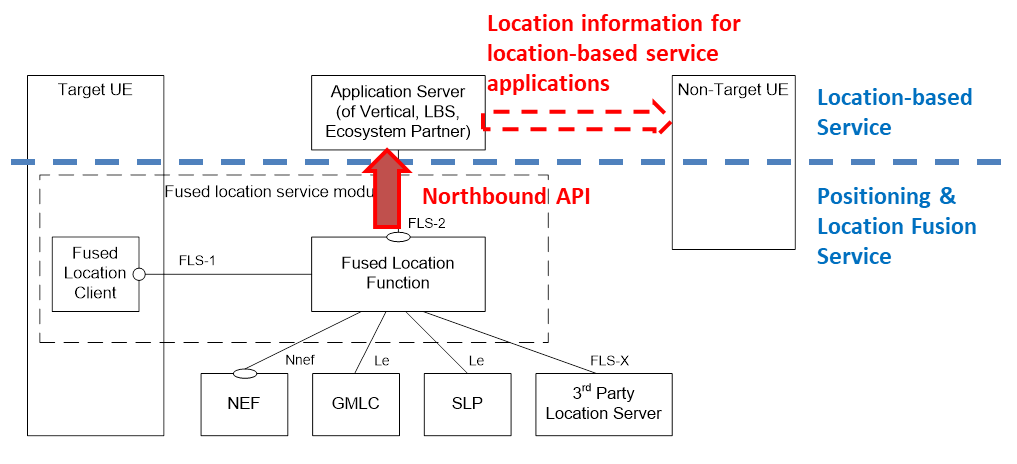 Location information for
location-based service
applications
Target UE
Application Server
(of Vertical, LBS,
Ecosystem Partner)
Non-Target UE
Location-based
Service
Fused location service modu
Northbound API
Positioning &
Location Fusion
Service
FLS-2
Fused
Location
Client
FLS-1
Fused Location
Function
Nnef
Le
Le
FLS-X
NEF
GMLC
SLP
3rd Party
Location Server